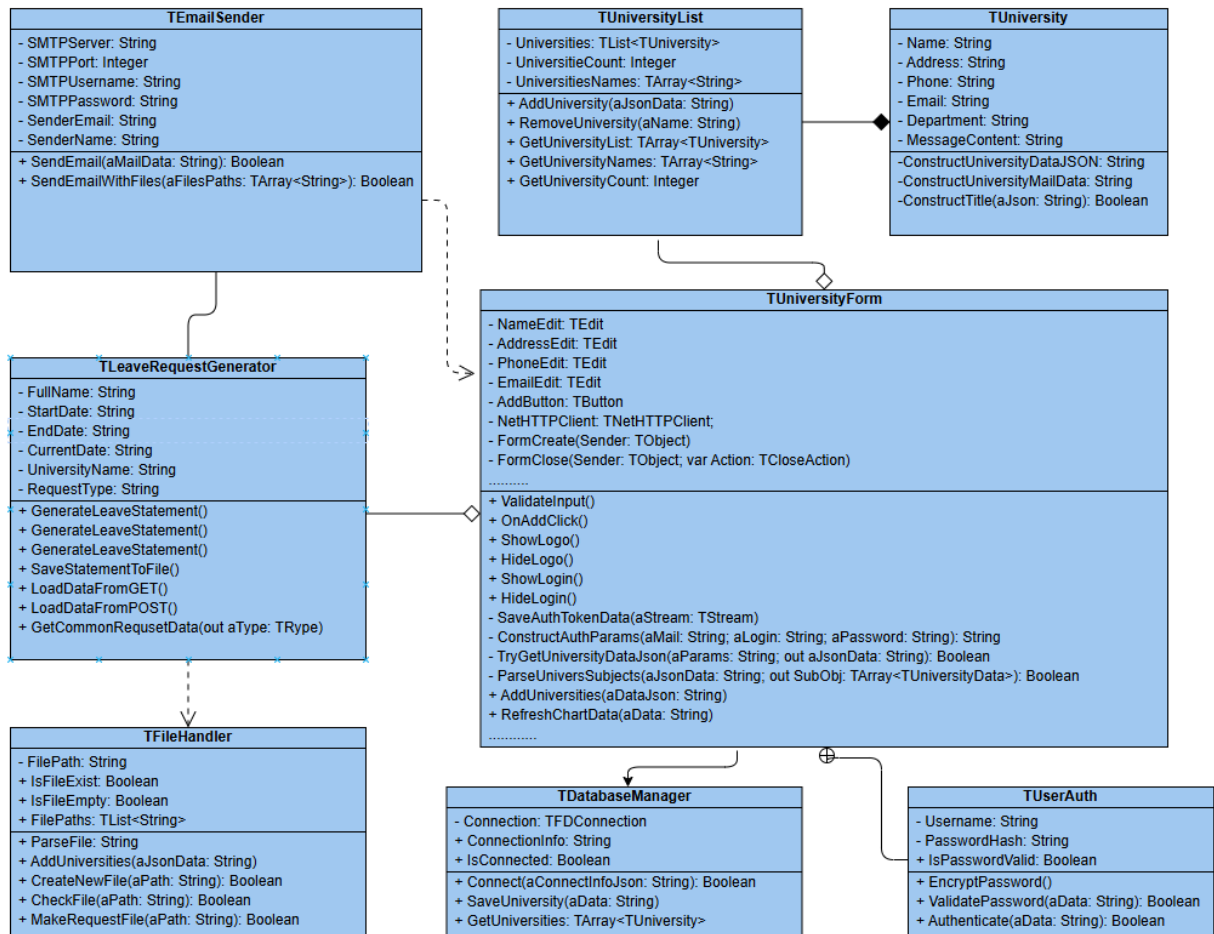 TEmailSender
- SMTPServer: String
- SMTPPort: Integer
- SMTPUsername: String
- SMTPPassword: String
- SenderEmail: String
- SenderName: String
+ SendEmail(aMailData: String): Boolean
+ SendEmailWithFiles(aFilesPaths: TArray<String>): Boolean
TUniversityList
- Universities: TList<TUniversity>
- UniversitieCount: Integer
- UniversitiesNames: TArray<String>
+ AddUniversity(aJsonData: String)
+ RemoveUniversity(aName: String)
+ GetUniversityList: TArray<TUniversity>
+ GetUniversityNames: TArray<String>
+ GetUniversityCount: Integer
TUniversity
- Name: String
- Address: String
- Phone: String
- Email: String
- Department: String
- MessageContent: String
-ConstructUniversityDataJSON: String
-ConstructUniversityMailData: String
-ConstructTitle(aJson: String): Boolean
TLeaveRequestGenerator
- FullName: String
- StartDate: String
- EndDate: String
- CurrentDate: String
- UniversityName: String
- RequestType: String
+ GenerateLeaveStatement()
+ GenerateLeaveStatement()
+ GenerateLeaveStatement()
+ SaveStatementToFile()
+ LoadDataFromGET()
+ LoadDataFromPOST()
+ GetCommonRequsetData(out aType: TRype)
TUniversityForm
- NameEdit: TEdit
- AddressEdit: TEdit
- PhoneEdit: TEdit
- EmailEdit: TEdit
- AddButton: TButton
- NetHTTPClient: TNetHTTPClient;
- FormCreate(Sender: TObject)
- FormClose(Sender: TObject; var Action: TCloseAction)
..........
+ ValidateInput()
+ OnAddClick()
+ ShowLogo()
+ HideLogo()
+ ShowLogin()
+ HideLogin()
- SaveAuthTokenData(aStream: TStream)
- ConstructAuthParams(aMail: String; aLogin: String; aPassword: String): String
- TryGetUniversityDataJson(aParams: String; out aJsonData: String): Boolean
- ParseUniversSubjects(aJsonData: String; out SubObj: TArray<TUniversityData>): Boolean
+ AddUniversities(aDataJson: String)
+ RefreshChartData(aData: String)
............
TFileHandler
- FilePath: String
+ IsFileExist: Boolean
+ IsFileEmpty: Boolean
+ FilePaths: TList<String>
+ ParseFile: String
+ AddUniversities(aJsonData: String)
+ CreateNewFile(aPath: String): Boolean
+ CheckFile(aPath: String): Boolean
+ MakeRequestFile(aPath: String): Boolean
TDatabaseManager
- Connection: TFDConnection
+ ConnectionInfo: String
+ IsConnected: Boolean
+ Connect(aConnectInfoJson: String): Boolean
+ SaveUniversity(aData: String)
+ GetUniversities: TArray<TUniversity>
TUserAuth
- Username: String
- PasswordHash: String
+ IsPasswordValid: Boolean
+ EncryptPassword()
+ ValidatePassword(aData: String): Boolean
+ Authenticate(aData: String): Boolean